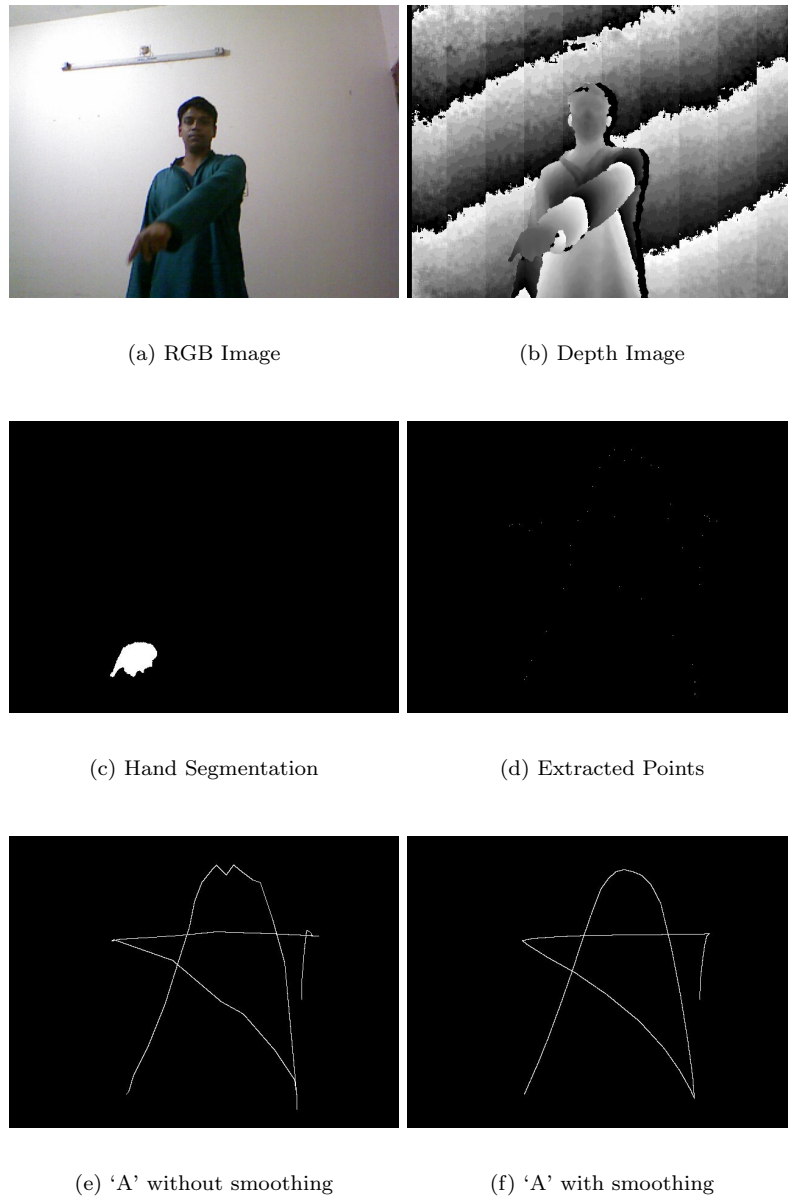 (a) RGB Image
(b) Depth Image
(c) Hand Segmentation
(d) Extracted Points
(e) ‘A’ without smoothing
(f) ‘A’ with smoothing